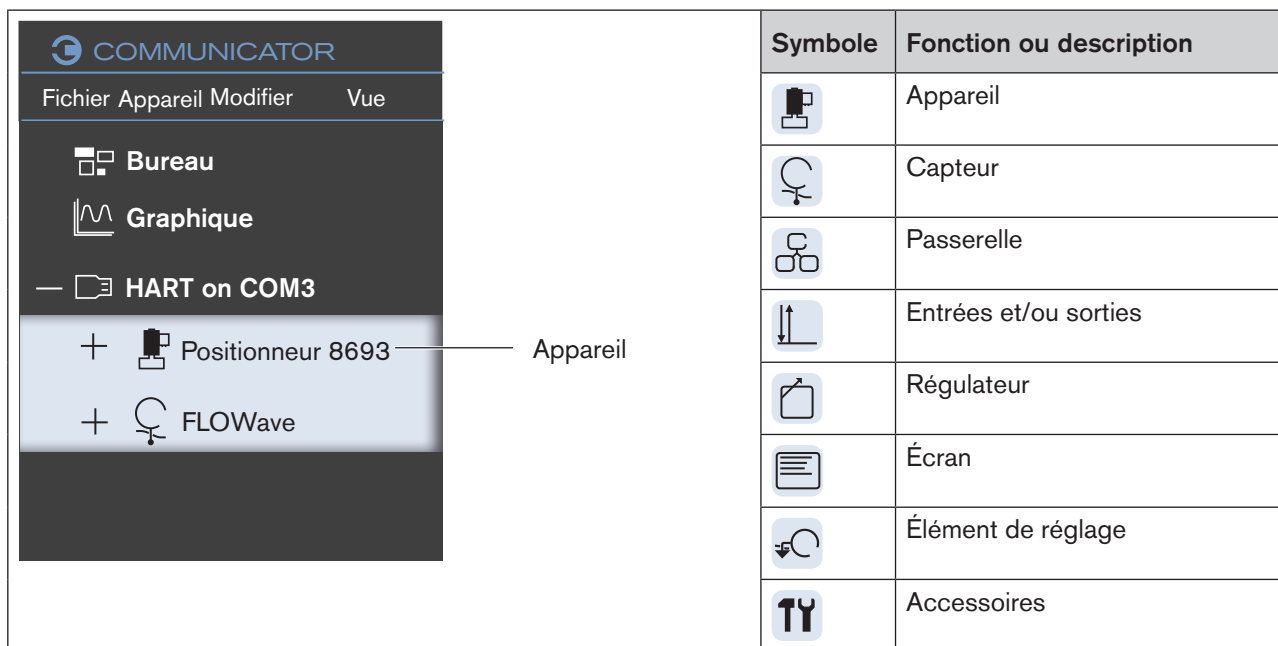 COMMUNICATOR
Fichier Appareil Modifier Vue
Bureau
Graphique
HART on COM3
Positionneur 8693
Appareil
FLOWave
Symbole Fonction ou description
Appareil
Capteur
Passerelle
Entrées et/ou sorties
Régulateur
Écran
Élément de réglage
Accessoires